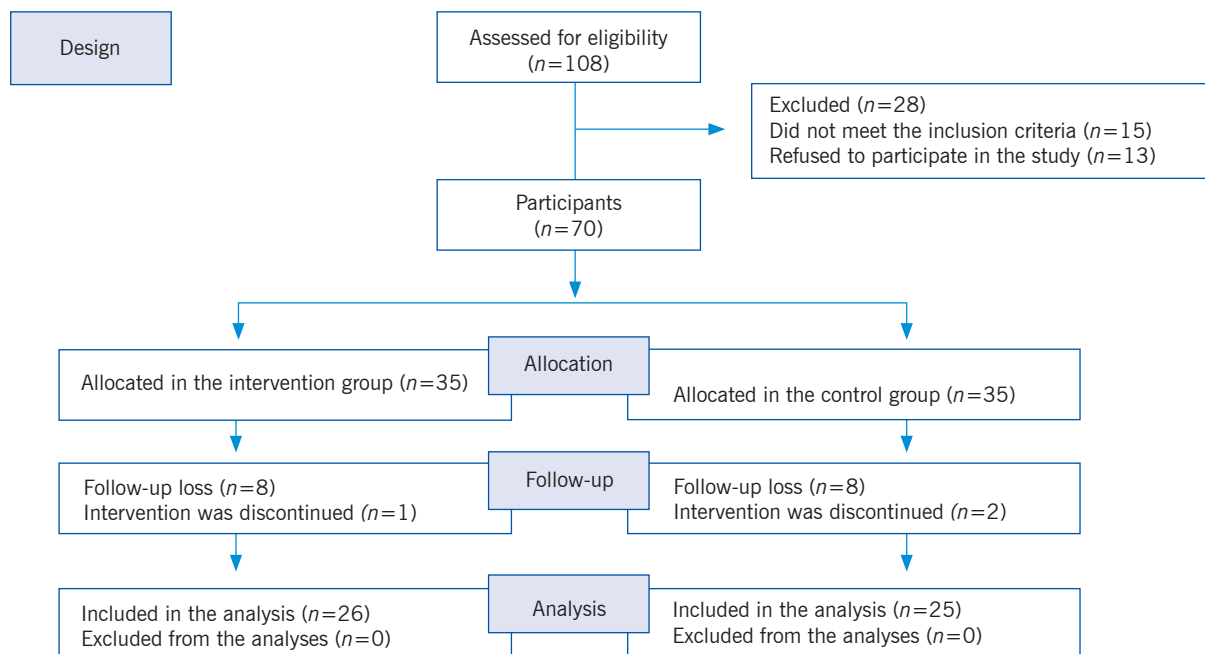 Design
Assessed for eligibility
(n=108)
Excluded (n=28)
Did not meet the inclusion criteria (n=15)
Refused to participate in the study (n=13)
Participants
(n=70)
Allocation
Allocated in the intervention group (n=35)
Allocated in the control group (n=35)
Follow-up
Follow-up loss (n=8)
Intervention was discontinued (n=1)
Follow-up loss (n=8)
Intervention was discontinued (n=2)
Analysis
Included in the analysis (n=26)
Excluded from the analyses (n=0)
Included in the analysis (n=25)
Excluded from the analyses (n=0)